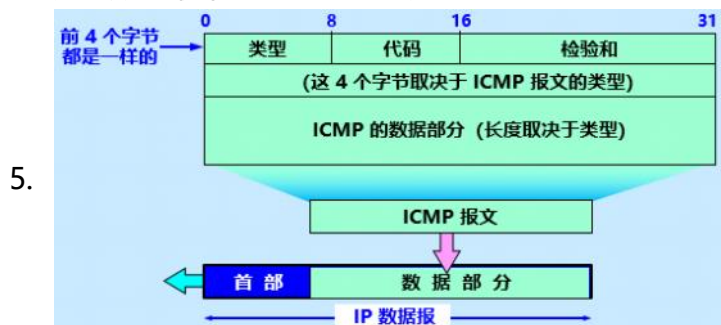 0 8 16 31
前 4 个字节
都是一样的
类型 代码 检验和
(这 4 个字节取决于 ICMP 报文的类型)
ICMP 的数据部分 (长度取决于类型)
5.
ICMP 报文
首 部 数 据 部 分
IP 数据报